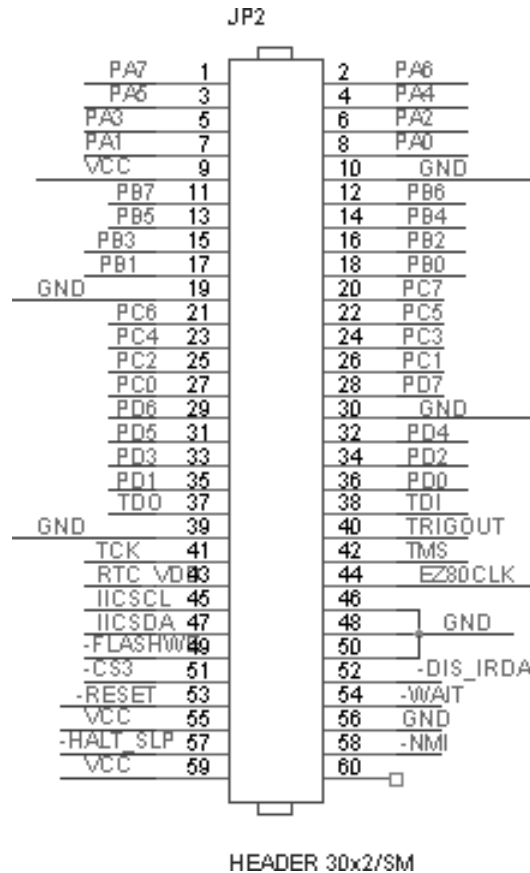 JP2
PA7 1 2 PA6
PA5 3 4 PA4
PA3 5 6 PA2
PA1 7 8 PA0
VCC 9 10 GND
PB7 11 12 PB6
PB5 13 14 PB4
PB3 15 16 PB2
PB1 17 18 PB0
GND 19 20 PC7
PC6 21 22 PC5
PC4 23 24 PC3
PC2 25 26 PC1
PC0 27 28 PD7
PD6 29 30 GND
PD5 31 32 PD4
PD3 33 34 PD2
PD1 35 36 PD0
TDO 37 38 TDI
GND 39 40 TRIGOUT
TCK 41 42 TMS
RTC_VDD 43 44 EZ80CLK
IICSCL 45 46
IICSDA 47 48 GND
-FLASHWE 49 50
-CS3 51 52 -DIS_IRDA
-RESET 53 54 -WAIT
VCC 55 56 GND
-HALT_SLP 57 58 -NMI
VCC 59 60
HEADER 30x2/SM